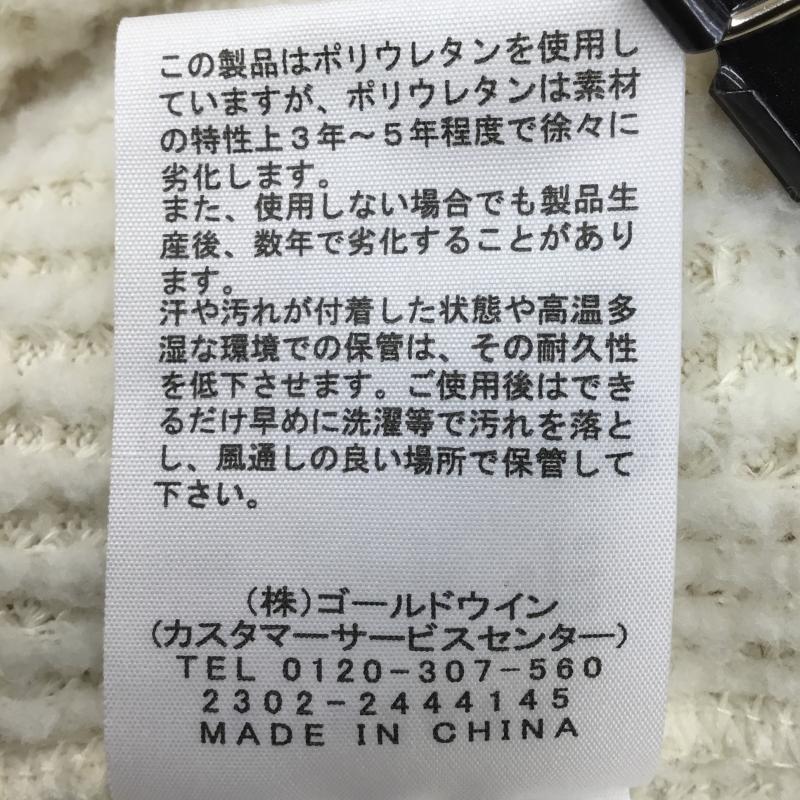 この製品はポリウレタンを使用し
ていますが、ポリウレタンは素材
の特性上3年～5年程度で徐々に
劣化します。
また、使用しない場合でも製品生
産後、数年で劣化することがあり
ます。
汗や汚れが付着した状態や高温多
湿な環境での保管は、その耐久性
を低下させます。ご使用後はでき
るだけ早めに洗濯等で汚れを落と
し、風通しの良い場所で保管して
下さい。
(株)ゴールドウイン
(カスタマーサービスセンター)
TEL 0120-307-560
2302-2444145
MADE IN CHINA